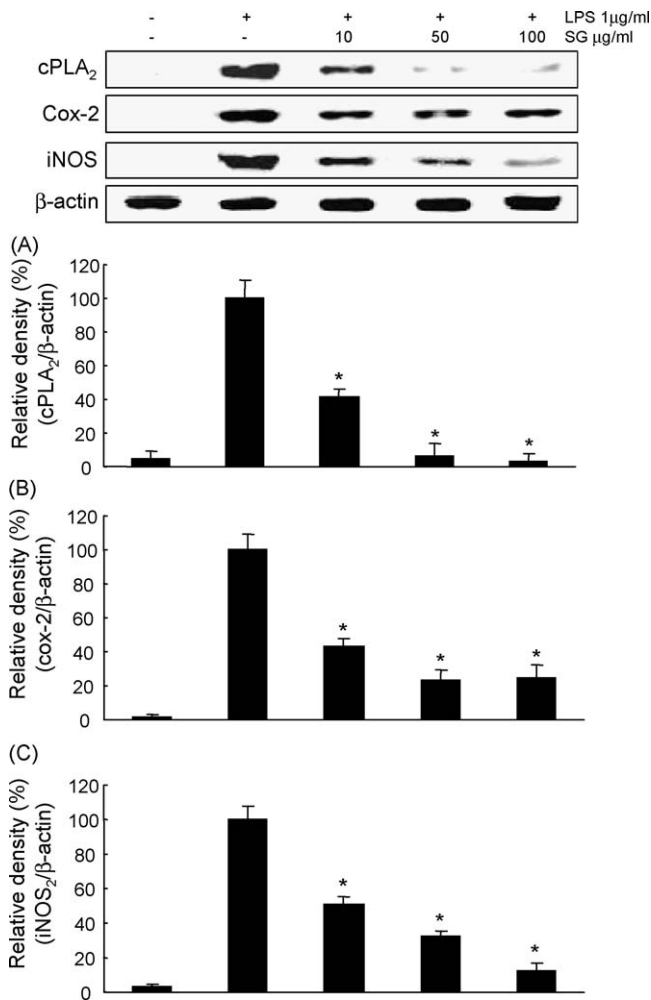 - + + + + LPS 1μg/ml
- - 10 50 100 SG μg/ml
cPLA₂
Cox-2
iNOS
β-actin
(A)
Relative density (%)
(cPLA₂/β-actin)
120
100
80
60
40
20
0
*
*
*
(B)
Relative density (%)
(cox-2/β-actin)
120
100
80
60
40
20
0
*
*
*
(C)
Relative density (%)
(iNOS₂/β-actin)
120
100
80
60
40
20
0
*
*
*